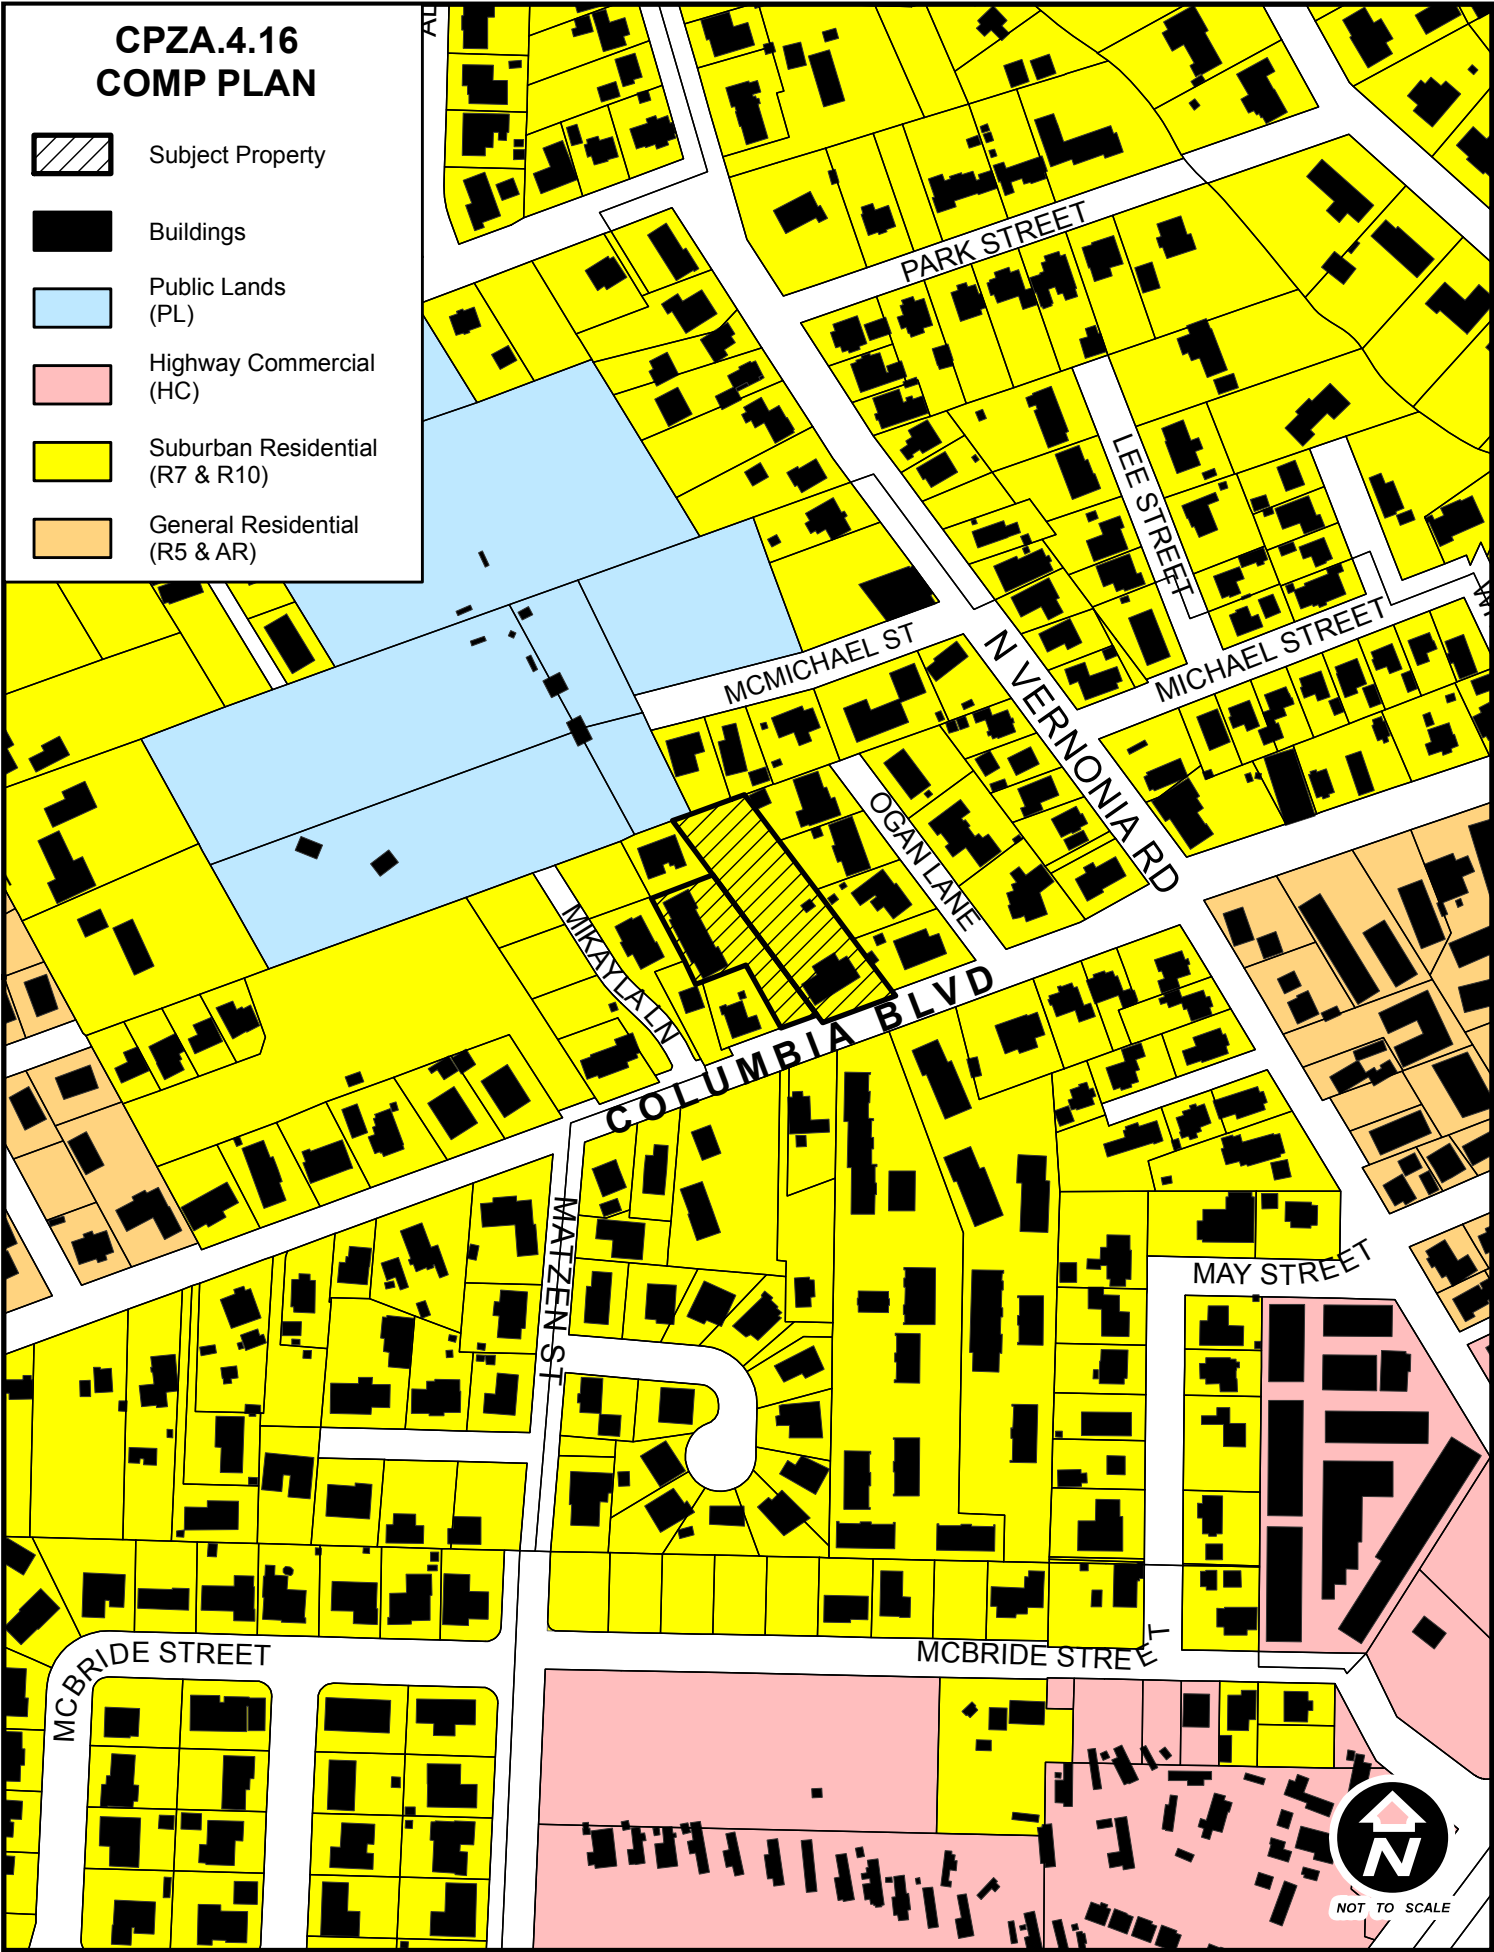 CPZA.4.16
COMP PLAN
Subject Property
Buildings
Public Lands
(PL)
Highway Commercial
(HC)
Suburban Residential
(R7 & R10)
General Residential
(R5 & AR)
PARK STREET
LEE STREET
MCMICHAEL ST
MICHAEL STREET
N VERNONIA RD
OGAN LANE
MIKAYLA LN
COLUMBIA BLVD
MATZEN ST
MAY STREET
MCBRIDE STREET
MCBRIDE STREET
N
NOT TO SCALE